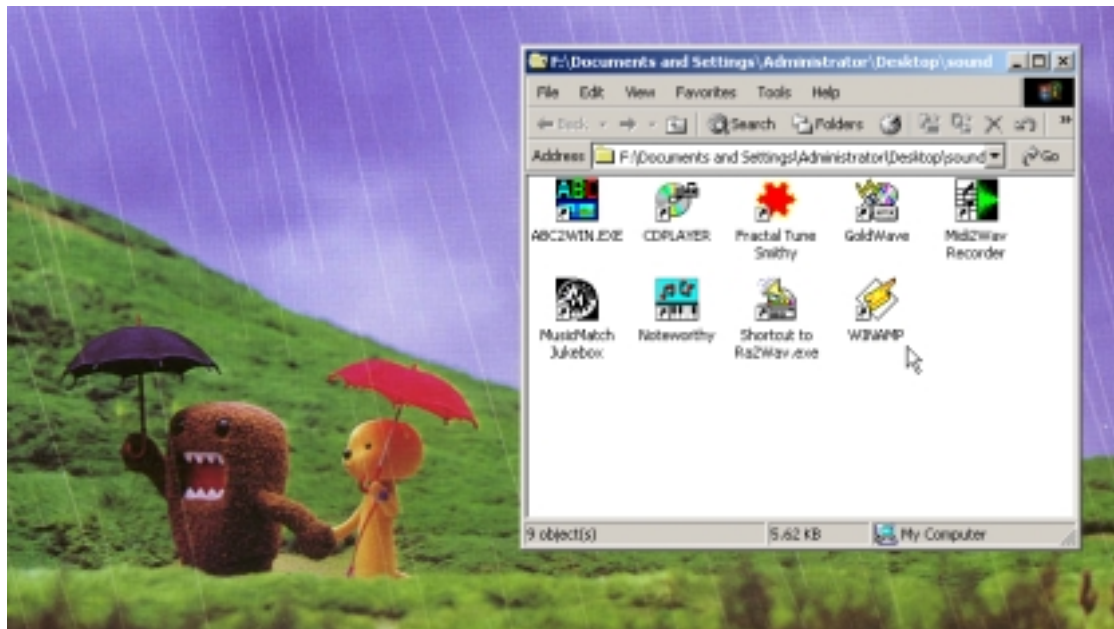 F:\Documents and Settings\Administrator\Desktop\sound
File Edit View Favorites Tools Help
Back Search Folders
Address F:\Documents and Settings\Administrator\Desktop\sound Go
ABC2WIN.EXE CDPLAYER Fractal Tune Smithy GoldWave Midi2Wav Recorder
MusicMatch Jukebox Noteworthy Shortcut to Ra2Wav.exe WINAMP
9 object(s) 5.62 KB My Computer